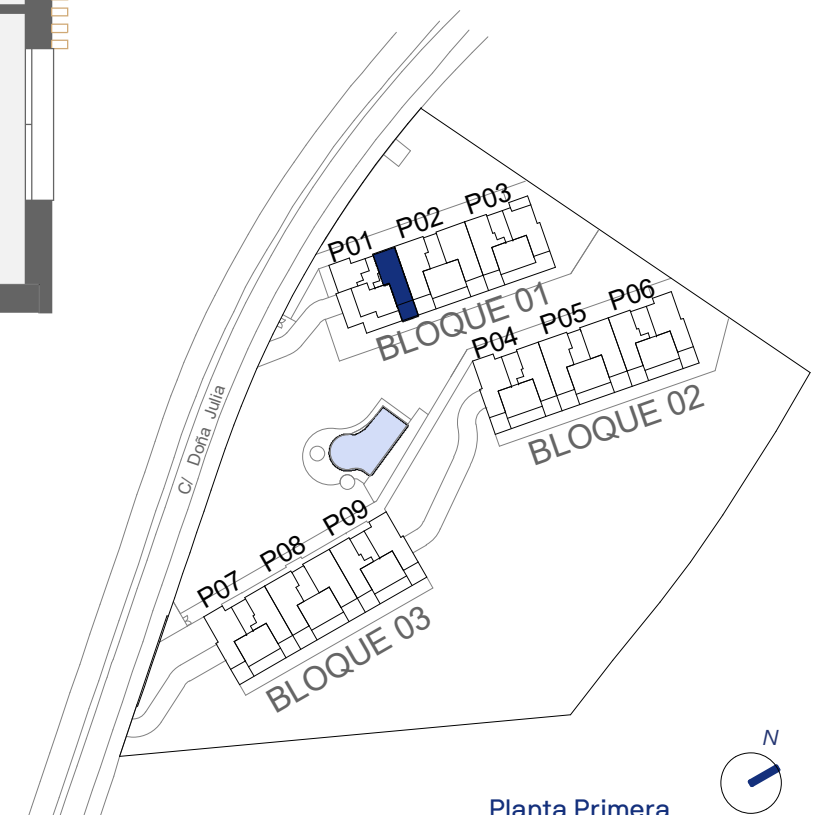 P03
P02
P01
BLOQUE 01
P06
P05
P04
BLOQUE 02
C/ Doña Julia
P09
P08
P07
BLOQUE 03
N
Planta Primera